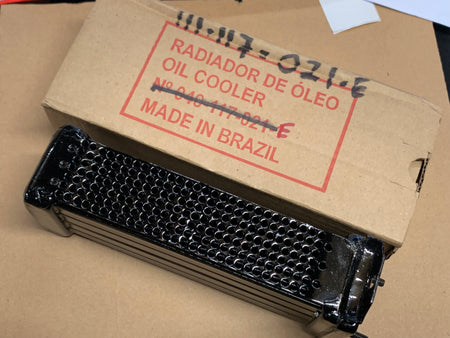 111-117-021-E
RADIADOR DE ÓLEO
OIL COOLER
Nº 040-117-021-E
MADE IN BRAZIL